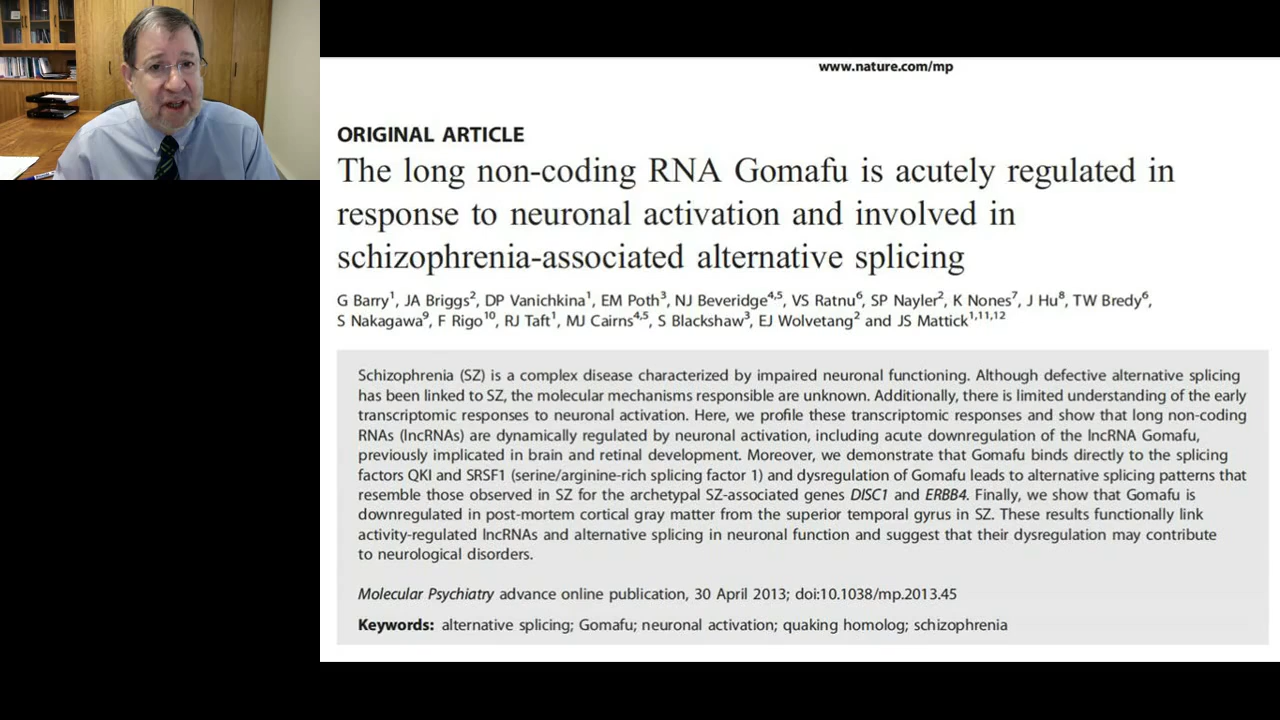 www.nature.com/mp
ORIGINAL ARTICLE
The long non-coding RNA Gomafu is acutely regulated in
response to neuronal activation and involved in
schizophrenia-associated alternative splicing
G Barry1, JA Briggs2, DP Vanichkina1, EM Poth3, NJ Beveridge4,5, VS Ratnu6, SP Nayler2, K Nones7, J Hu8, TW Bredy6,
S Nakagawa9, F Rigo10, RJ Taft1, MJ Cairns4,5, S Blackshaw3, EJ Wolvetang2 and JS Mattick1,11,12
Schizophrenia (SZ) is a complex disease characterized by impaired neuronal functioning. Although defective alternative splicing
has been linked to SZ, the molecular mechanisms responsible are unknown. Additionally, there is limited understanding of the early
transcriptomic responses to neuronal activation. Here, we profile these transcriptomic responses and show that long non-coding
RNAs (lncRNAs) are dynamically regulated by neuronal activation, including acute downregulation of the lncRNA Gomafu,
previously implicated in brain and retinal development. Moreover, we demonstrate that Gomafu binds directly to the splicing
factors QKI and SRSF1 (serine/arginine-rich splicing factor 1) and dysregulation of Gomafu leads to alternative splicing patterns that
resemble those observed in SZ for the archetypal SZ-associated genes DISC1 and ERBB4. Finally, we show that Gomafu is
downregulated in post-mortem cortical gray matter from the superior temporal gyrus in SZ. These results functionally link
activity-regulated lncRNAs and alternative splicing in neuronal function and suggest that their dysregulation may contribute
to neurological disorders.
Molecular Psychiatry advance online publication, 30 April 2013; doi:10.1038/mp.2013.45
Keywords: alternative splicing; Gomafu; neuronal activation; quaking homolog; schizophrenia